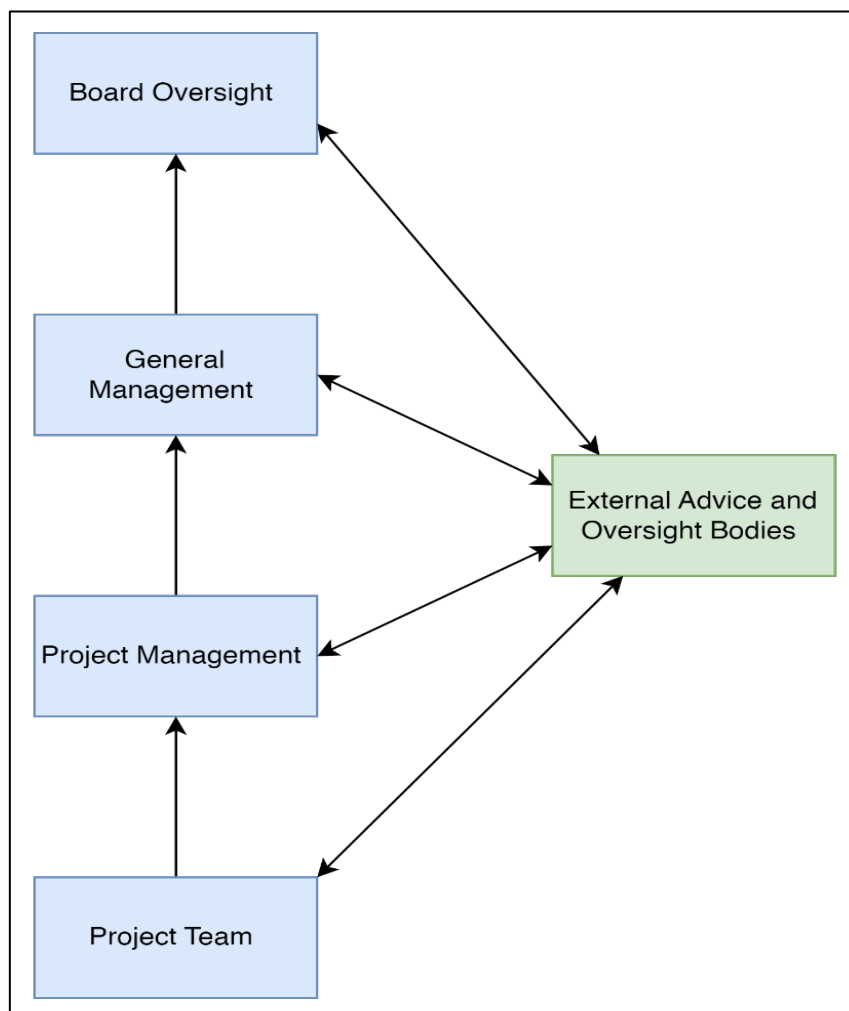 Board Oversight
General
Management
External Advice and
Oversight Bodies
Project Management
Project Team